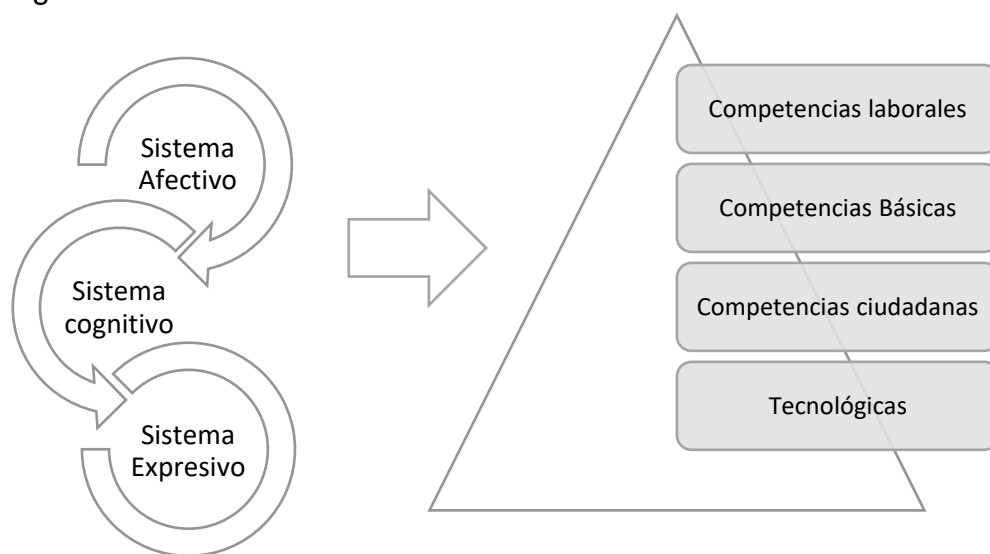 Sistema
Afectivo
Sistema
cognitivo
Sistema
Expresivo
Competencias laborales
Competencias Básicas
Competencias ciudadanas
Tecnológicas